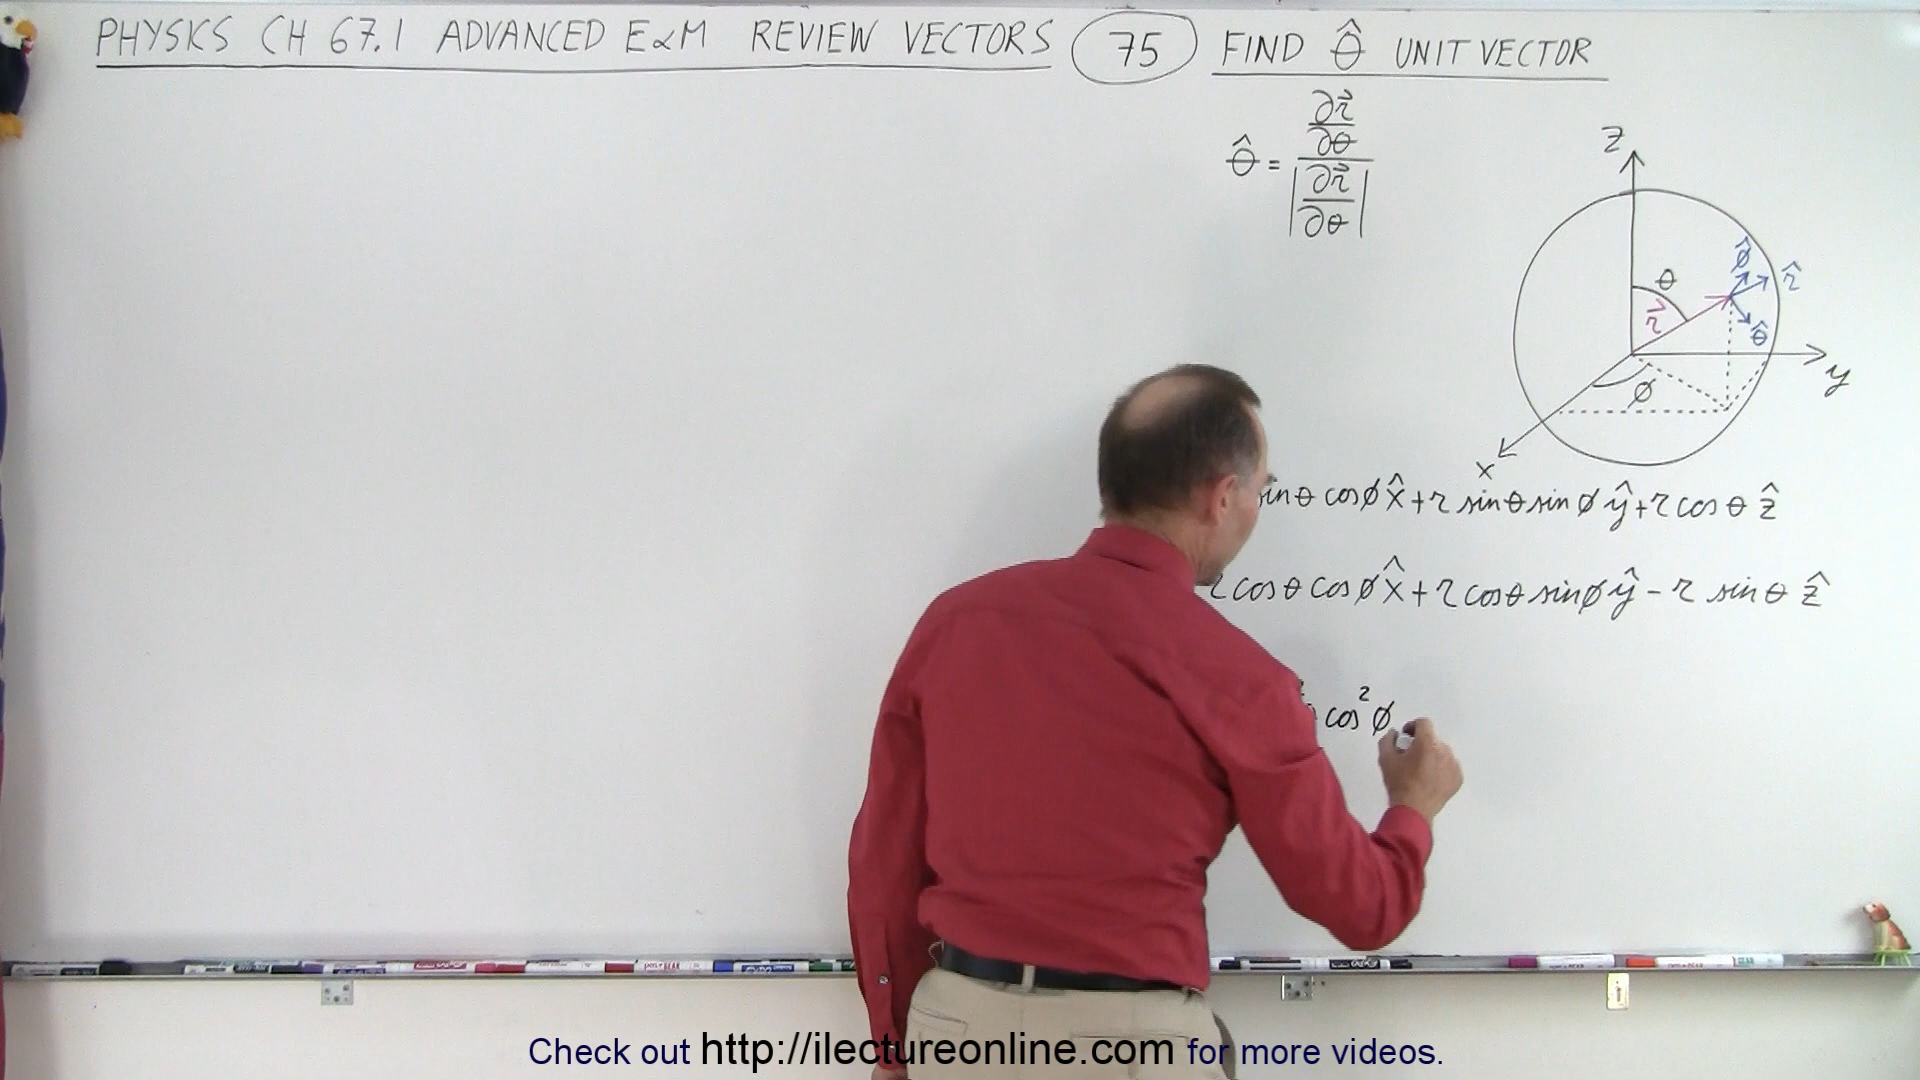 PHYSICS CH 67.1 ADVANCED E&M REVIEW VECTORS 75 FIND θ̂ UNIT VECTOR
θ̂ = ∂r⃗/∂θ / |∂r⃗/∂θ|
z
φ̂
r̂
θ
r⃗
θ̂
φ
y
x
sinθ cosφ x̂ + r sinθ sinφ ŷ + r cosθ ẑ
r cosθ cosφ x̂ + r cosθ sinφ ŷ - r sinθ ẑ
cos²φ
Check out http://ilectureonline.com for more videos.